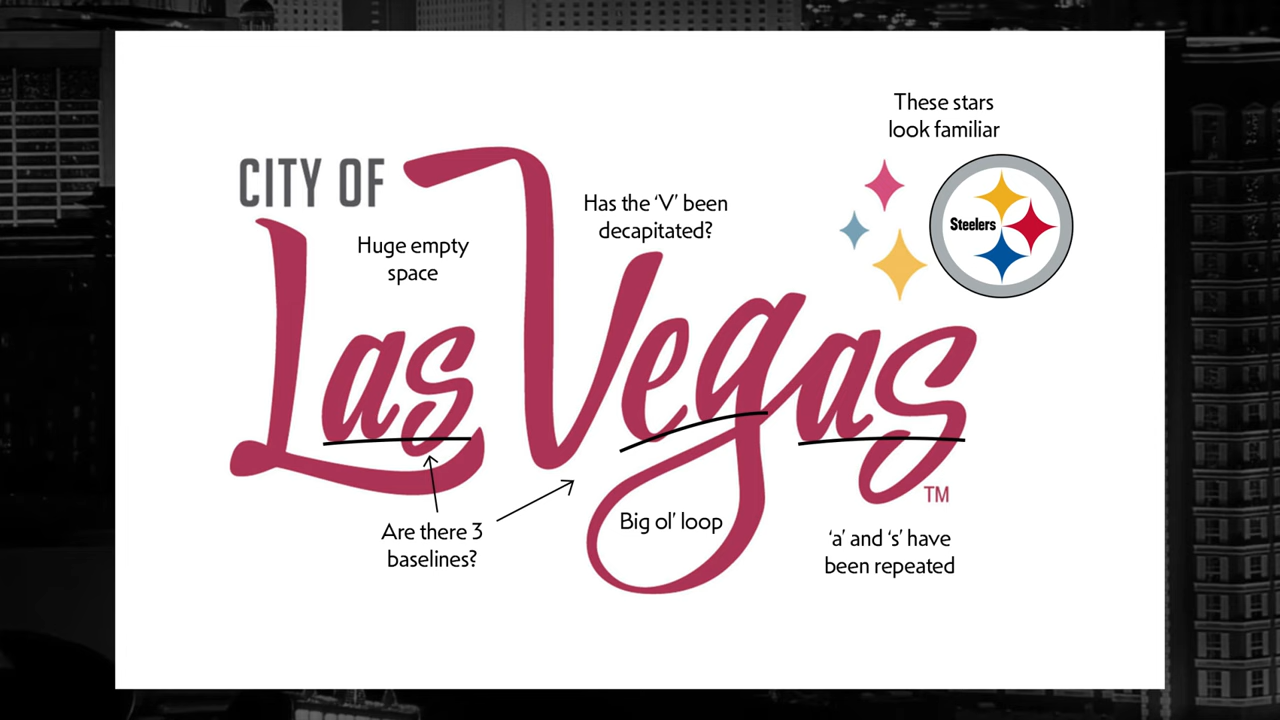 These stars
look familiar
CITY OF
Las Vegas
Steelers
Has the ‘V’ been
decapitated?
Huge empty
space
TM
Are there 3
baselines?
Big ol’ loop
‘a’ and ‘s’ have
been repeated